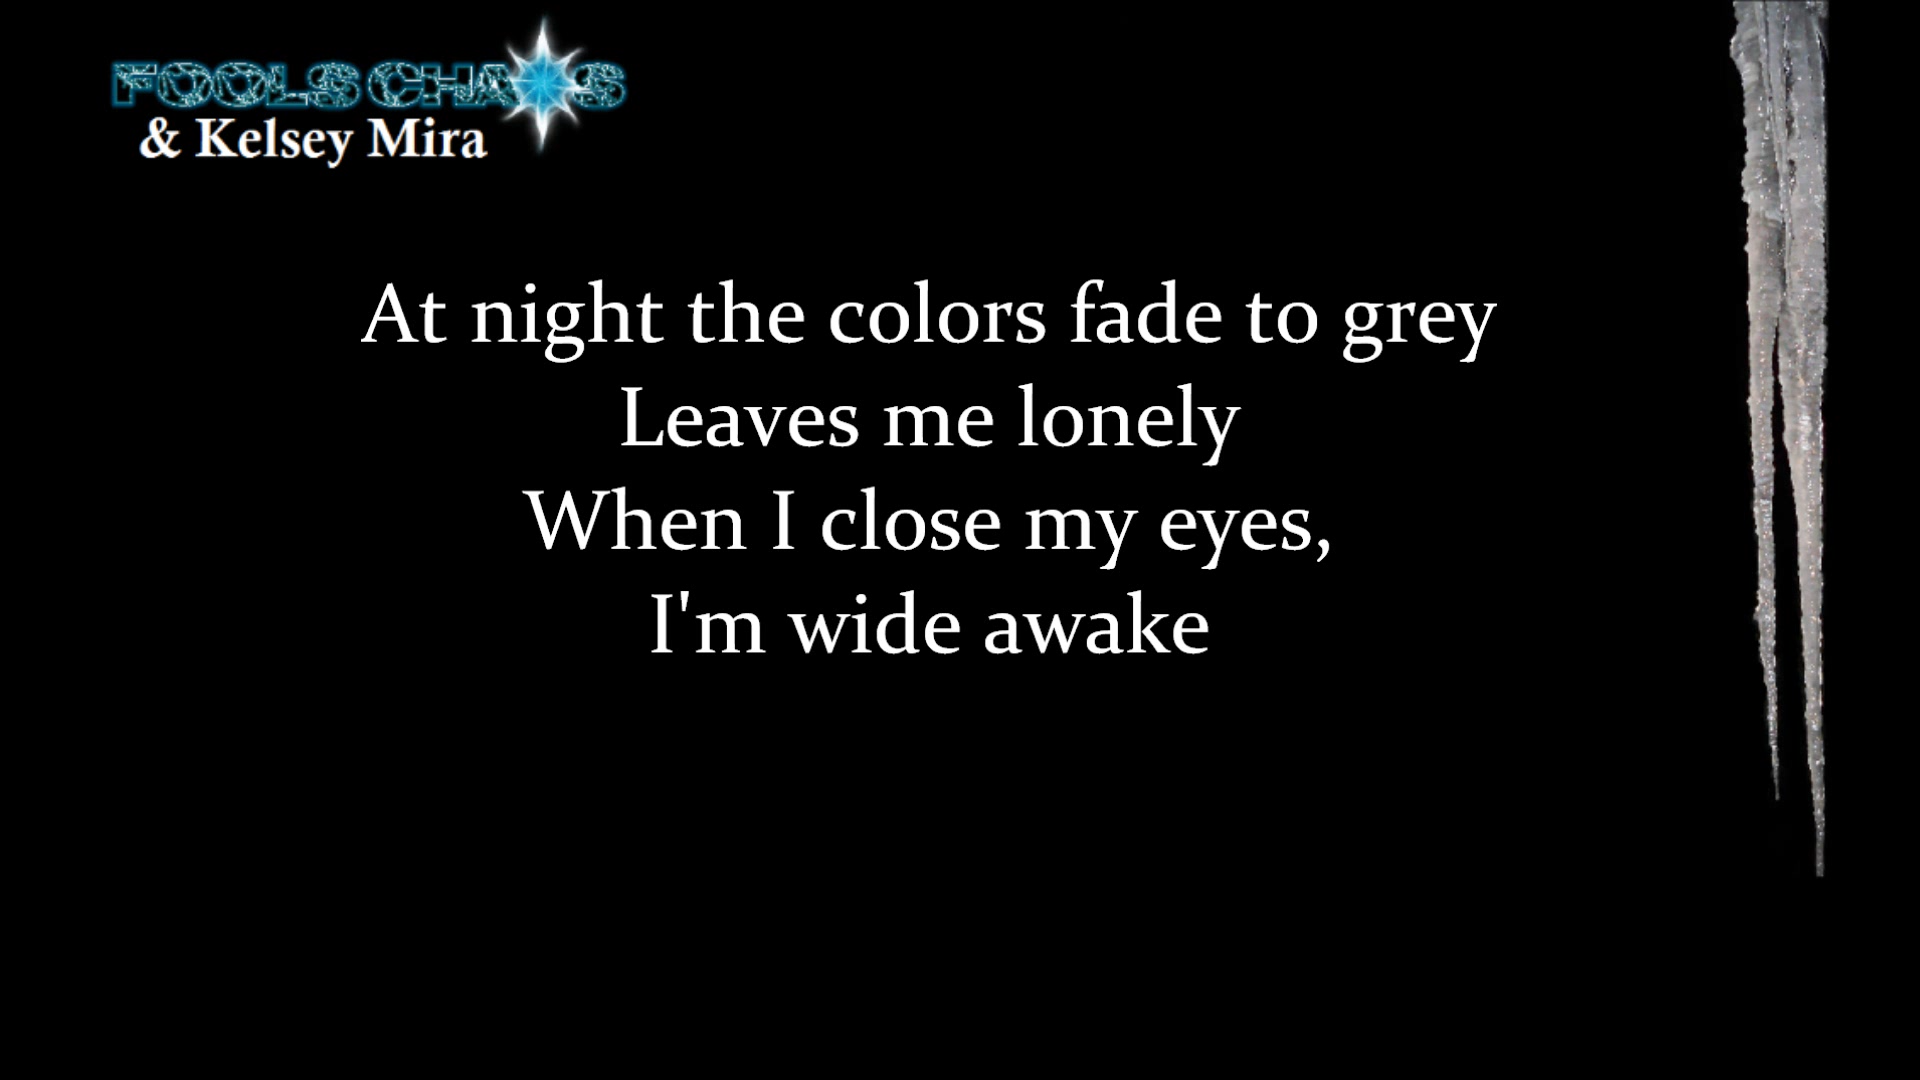 FOOLS CHAOS
& Kelsey Mira
At night the colors fade to grey
Leaves me lonely
When I close my eyes,
I'm wide awake